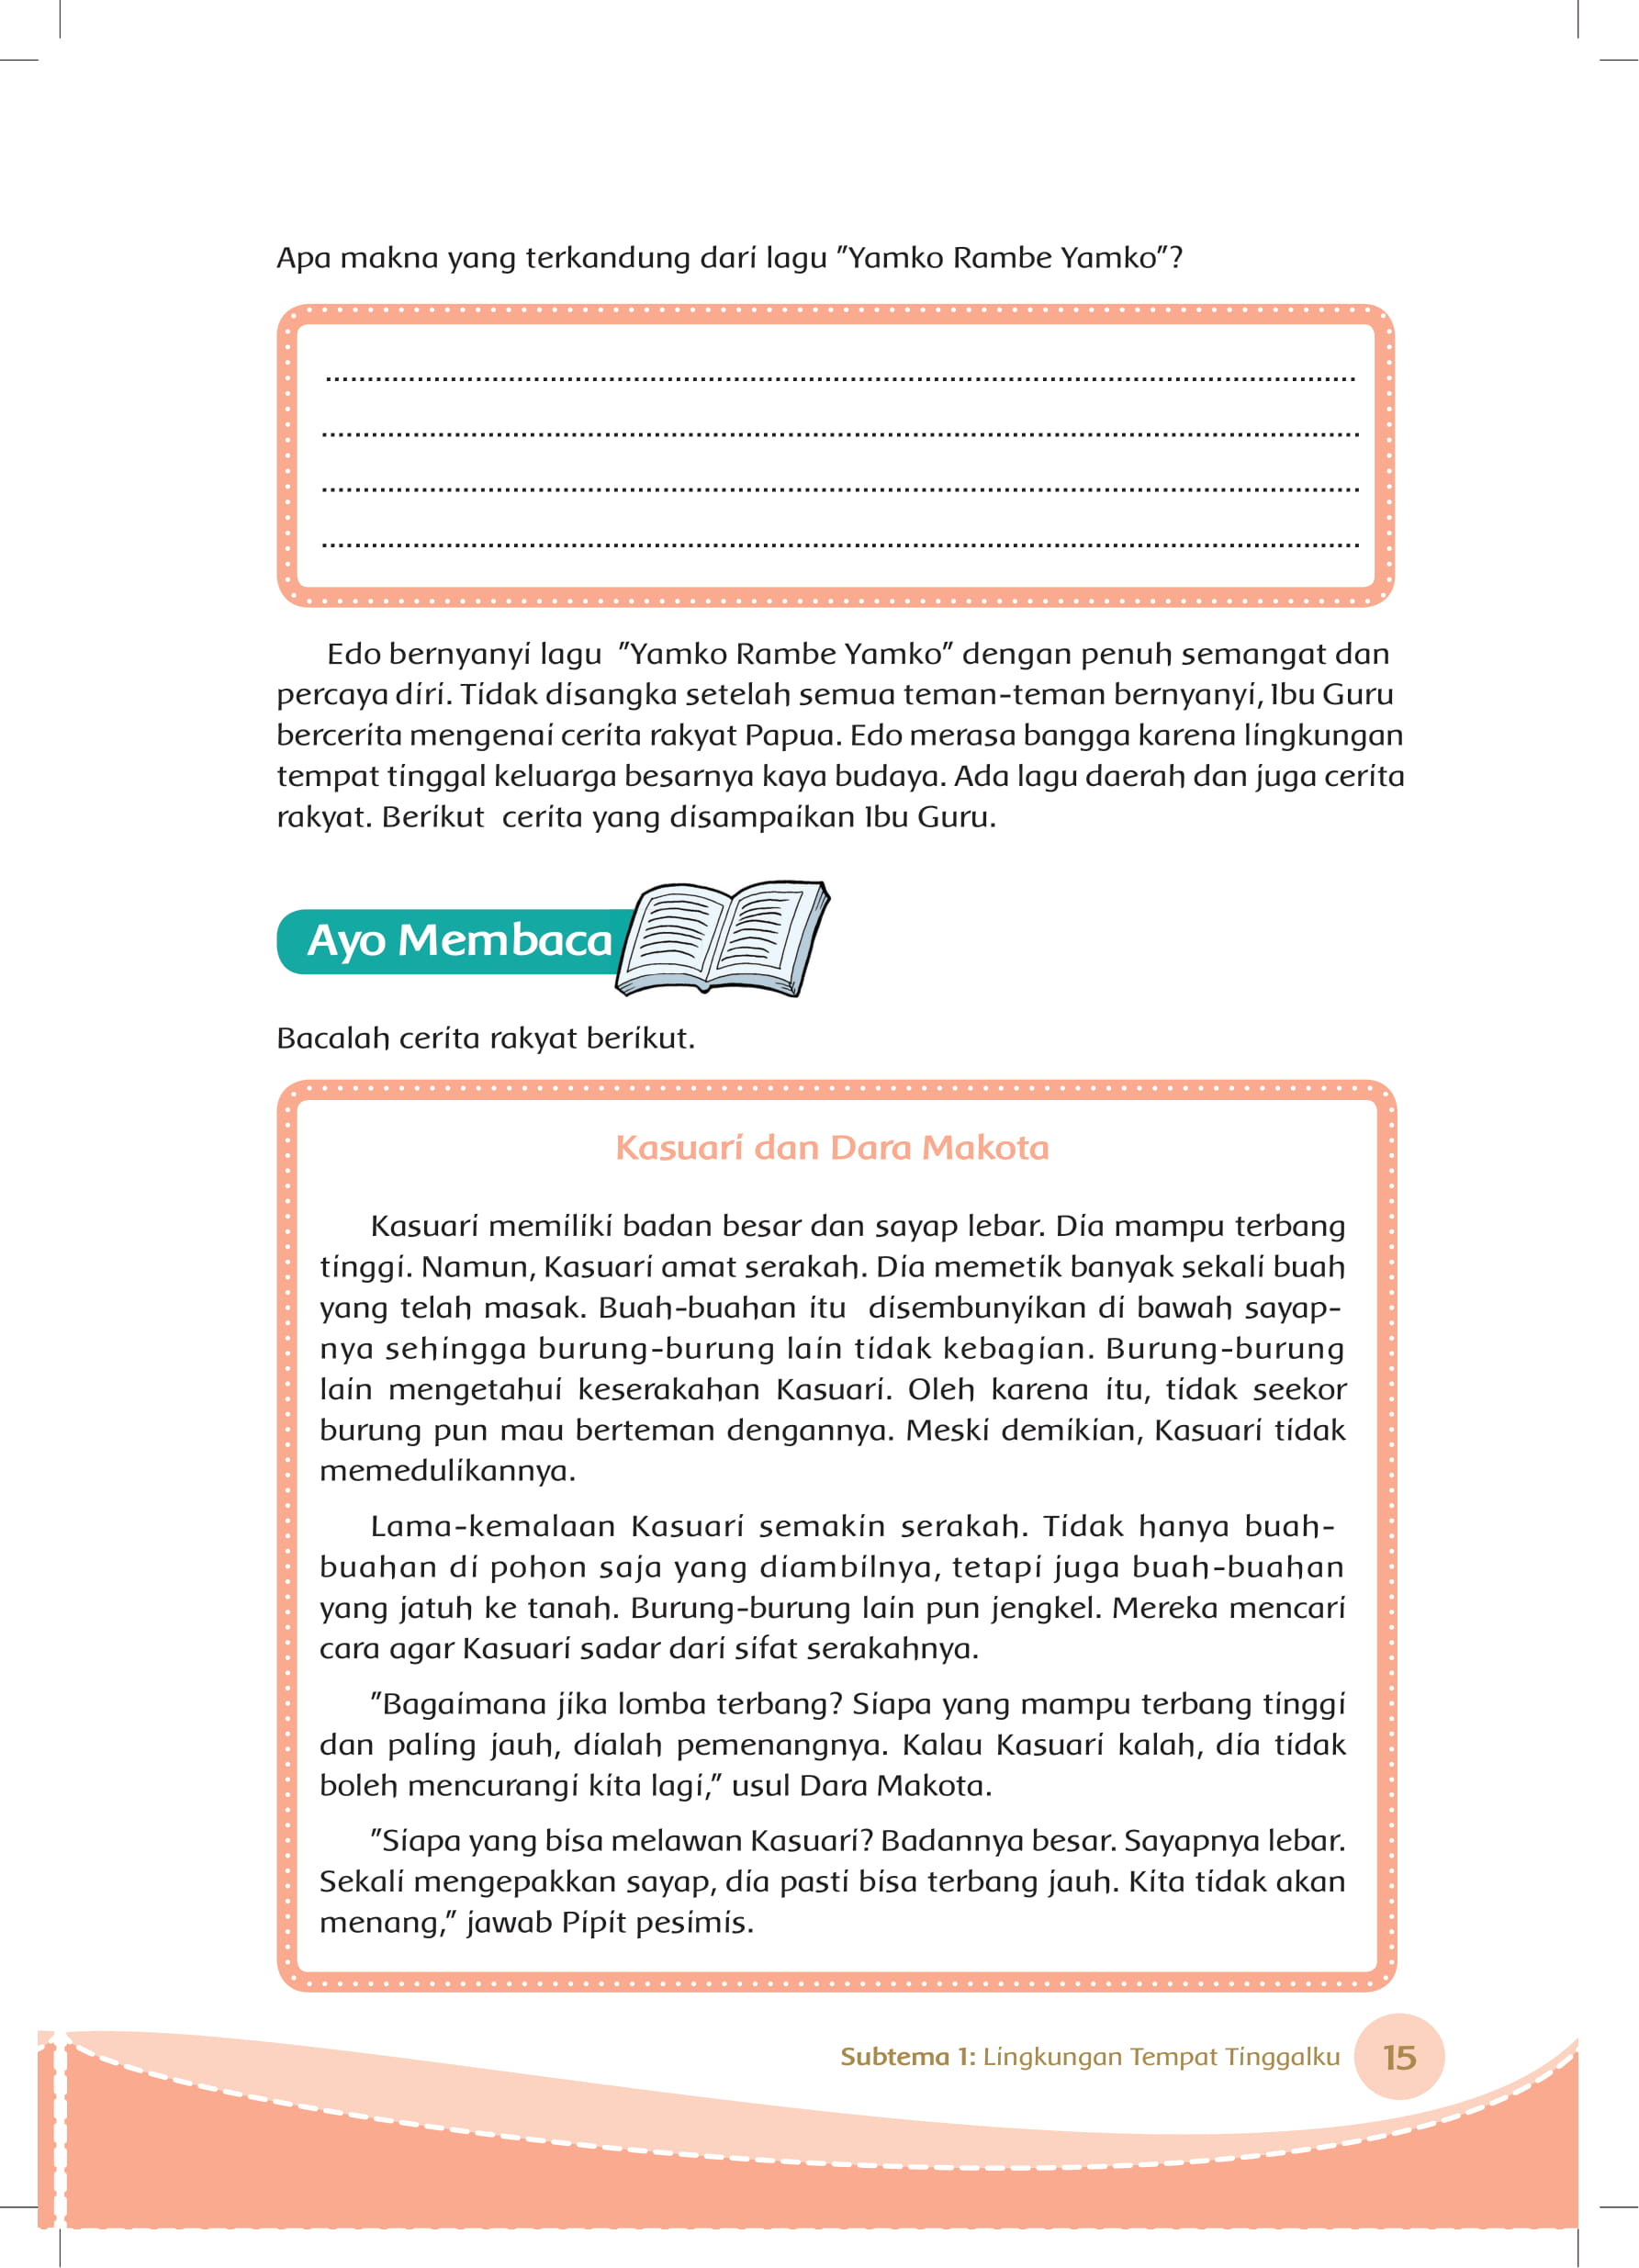 Apa makna yang terkandung dari lagu "Yamko Rambe Yamko"?
........................................................................................................................
........................................................................................................................
........................................................................................................................
........................................................................................................................
Edo bernyanyi lagu "Yamko Rambe Yamko" dengan penuh semangat dan
percaya diri. Tidak disangka setelah semua teman-teman bernyanyi, Ibu Guru
bercerita mengenai cerita rakyat Papua. Edo merasa bangga karena lingkungan
tempat tinggal keluarga besarnya kaya budaya. Ada lagu daerah dan juga cerita
rakyat. Berikut cerita yang disampaikan Ibu Guru.
Ayo Membaca
Bacalah cerita rakyat berikut.
Kasuari dan Dara Makota
Kasuari memiliki badan besar dan sayap lebar. Dia mampu terbang
tinggi. Namun, Kasuari amat serakah. Dia memetik banyak sekali buah
yang telah masak. Buah-buahan itu disembunyikan di bawah sayap-
nya sehingga burung-burung lain tidak kebagian. Burung-burung
lain mengetahui keserakahan Kasuari. Oleh karena itu, tidak seekor
burung pun mau berteman dengannya. Meski demikian, Kasuari tidak
memedulikannya.
Lama-kemalaan Kasuari semakin serakah. Tidak hanya buah-
buahan di pohon saja yang diambilnya, tetapi juga buah-buahan
yang jatuh ke tanah. Burung-burung lain pun jengkel. Mereka mencari
cara agar Kasuari sadar dari sifat serakahnya.
"Bagaimana jika lomba terbang? Siapa yang mampu terbang tinggi
dan paling jauh, dialah pemenangnya. Kalau Kasuari kalah, dia tidak
boleh mencurangi kita lagi," usul Dara Makota.
"Siapa yang bisa melawan Kasuari? Badannya besar. Sayapnya lebar.
Sekali mengepakkan sayap, dia pasti bisa terbang jauh. Kita tidak akan
menang," jawab Pipit pesimis.
Subtema 1: Lingkungan Tempat Tinggalku 15